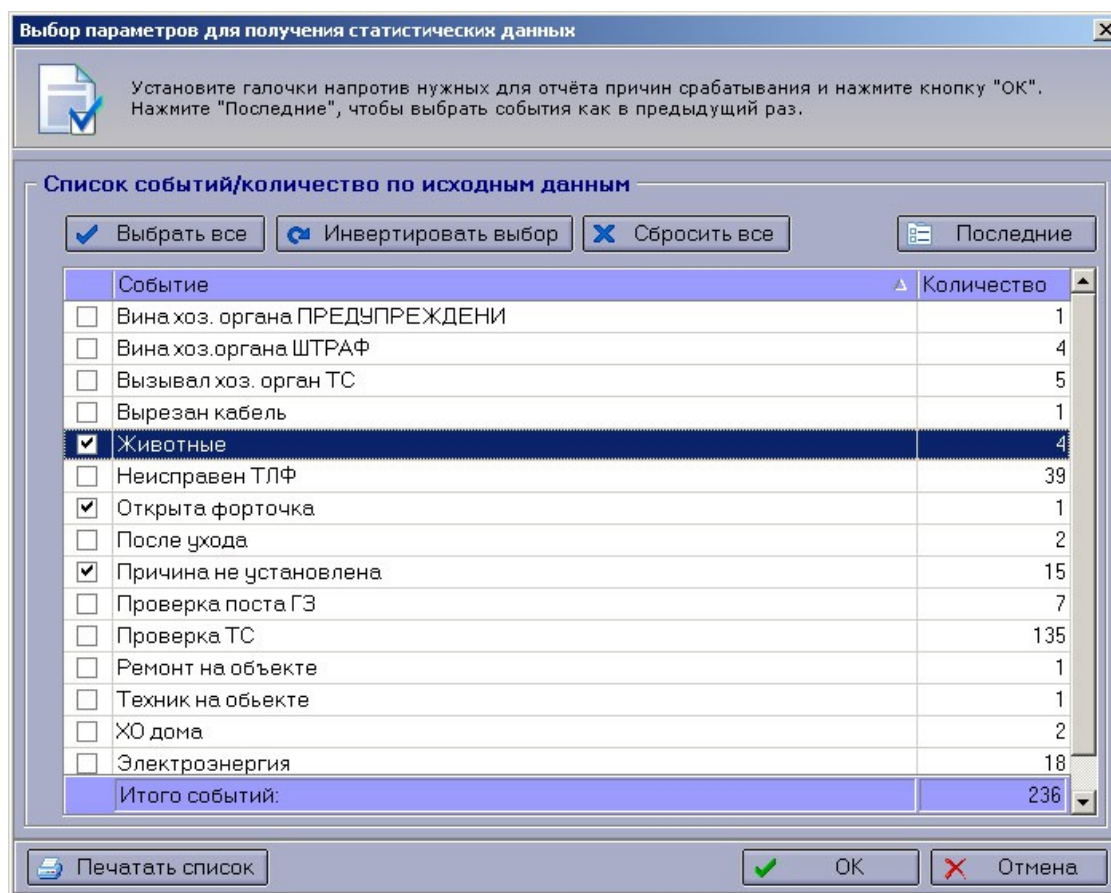 Выбор параметров для получения статистических данных
Установите галочки напротив нужных для отчёта причин срабатывания и нажмите кнопку "ОК".
Нажмите "Последние", чтобы выбрать события как в предыдущий раз.
Список событий/количество по исходным данным
Выбрать все Инвертировать выбор Сбросить все Последние
Событие Количество
Вина хоз. органа ПРЕДУПРЕЖДЕНИ 1
Вина хоз.органа ШТРАФ 4
Вызывал хоз. орган ТС 5
Вырезан кабель 1
Животные 4
Неисправен ТЛФ 39
Открыта форточка 1
После ухода 2
Причина не установлена 15
Проверка поста ГЗ 7
Проверка ТС 135
Ремонт на объекте 1
Техник на обьекте 1
ХО дома 2
Электроэнергия 18
Итого событий: 236
Печатать список ОК Отмена